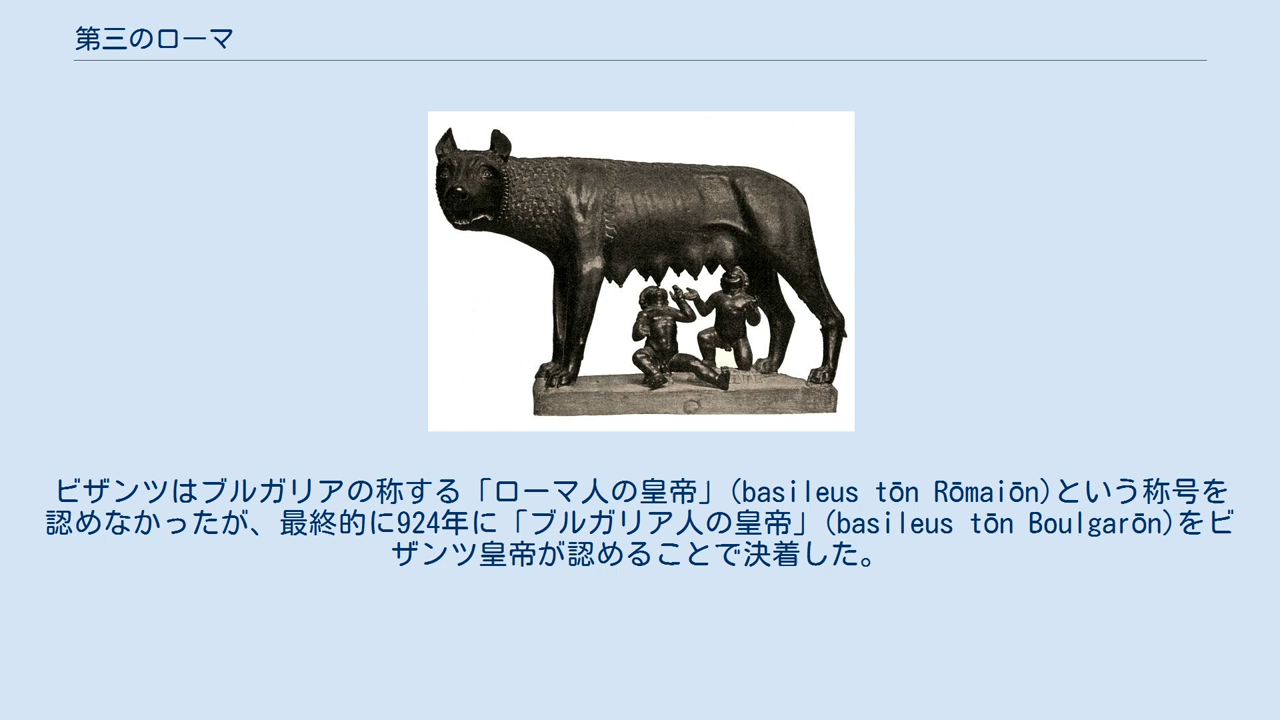 第三のローマ
ビザンツはブルガリアの称する「ローマ人の皇帝」(basileus tōn Rōmaiōn)という称号を
認めなかったが、最終的に924年に「ブルガリア人の皇帝」(basileus tōn Boulgarōn)をビ
ザンツ皇帝が認めることで決着した。